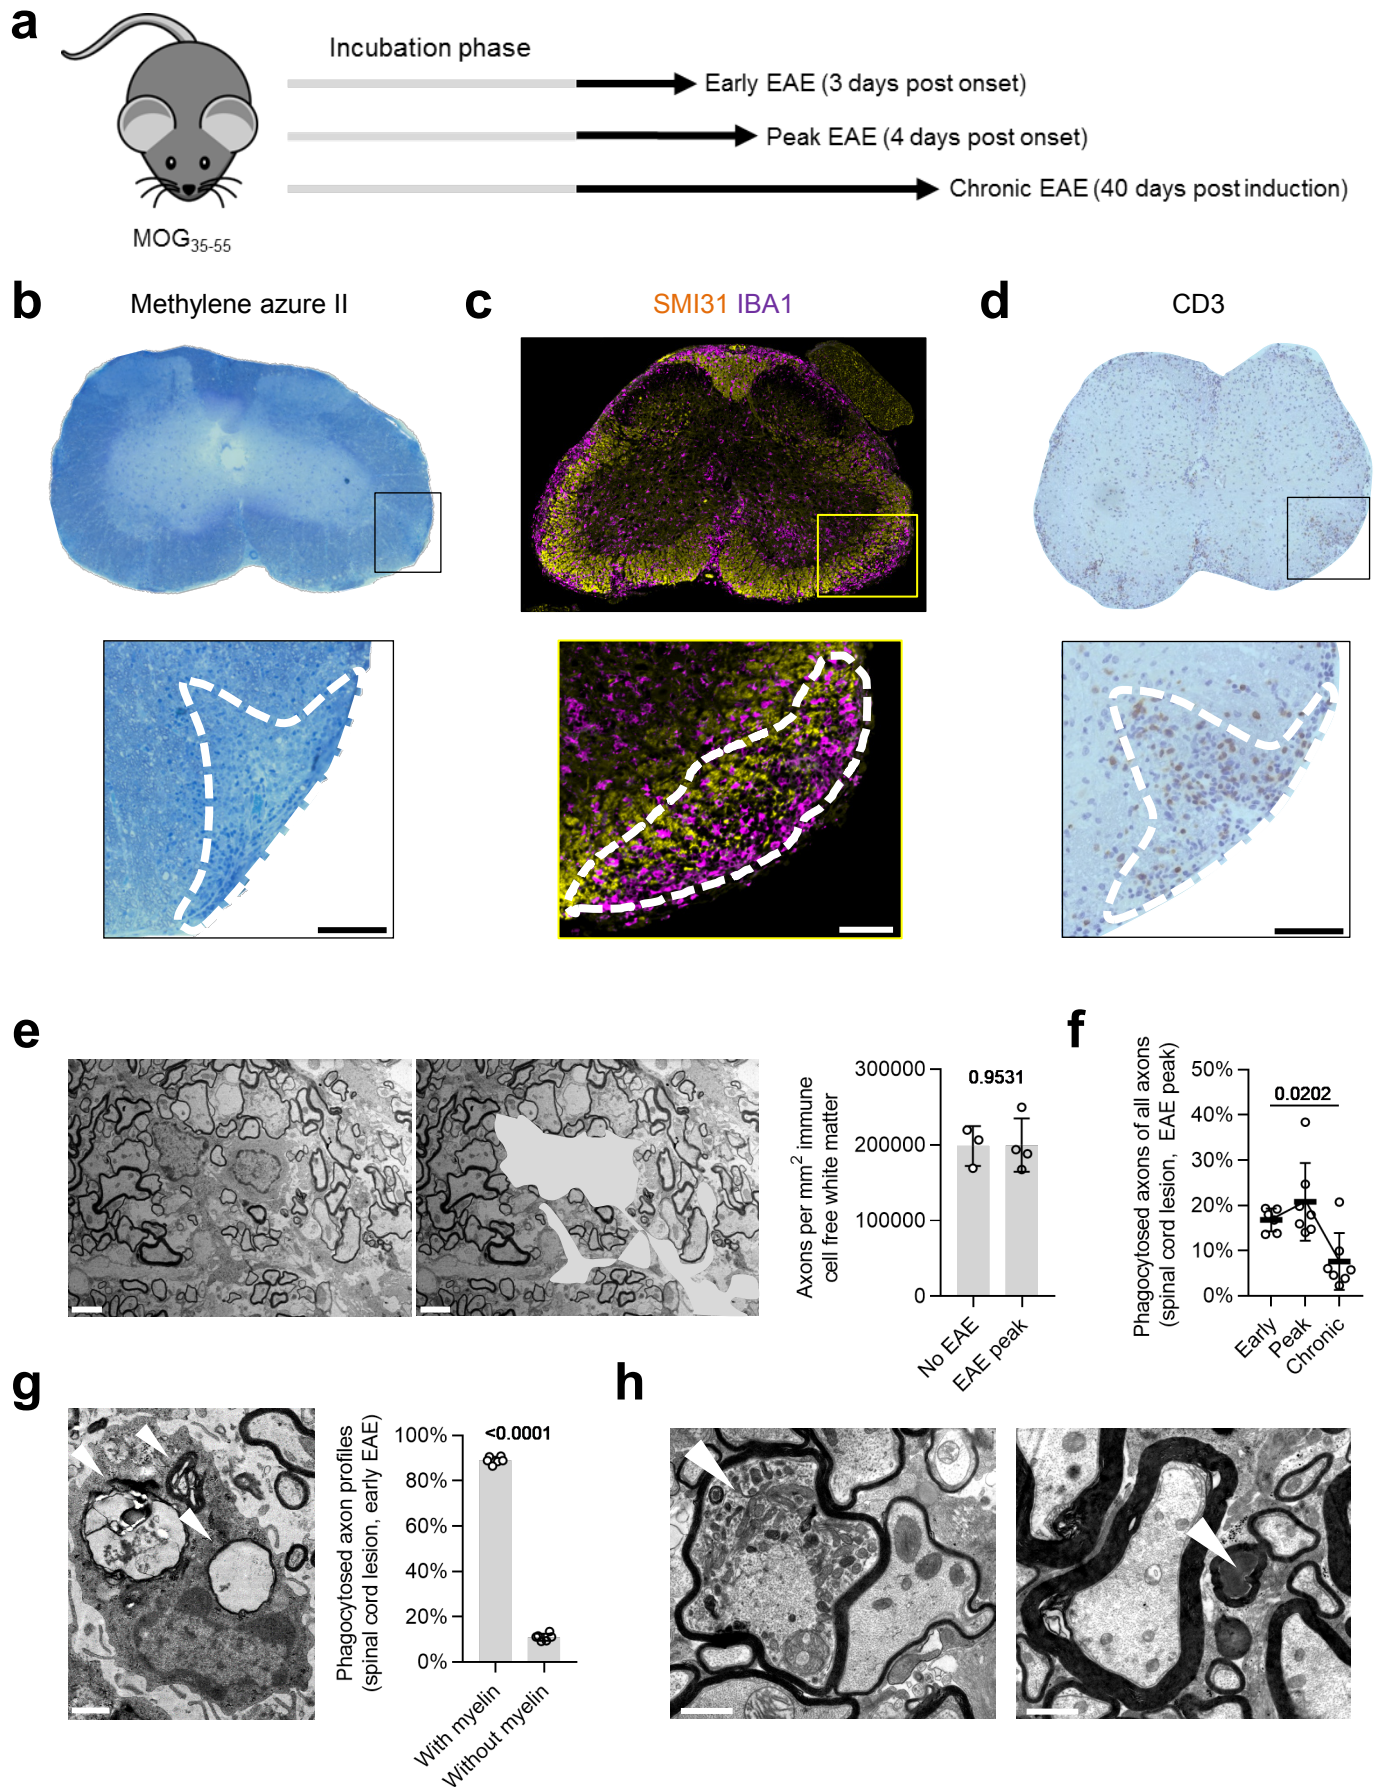 a
Incubation phase
Early EAE (3 days post onset)
Peak EAE (4 days post onset)
Chronic EAE (40 days post induction)
MOG35-55
b
Methylene azure II
c
SMI31 IBA1
d
CD3
e
Axons per mm2 immune
cell free white matter
300000
200000
100000
0
0.9531
No EAE
EAE peak
f
Phagocytosed axons of all axons
(spinal cord lesion, EAE peak)
50%
40%
30%
20%
10%
0%
0.0202
Early
Peak
Chronic
g
Phagocytosed axon profiles
(spinal cord lesion, early EAE)
100%
80%
60%
40%
20%
0%
<0.0001
With myelin
Without myelin
h